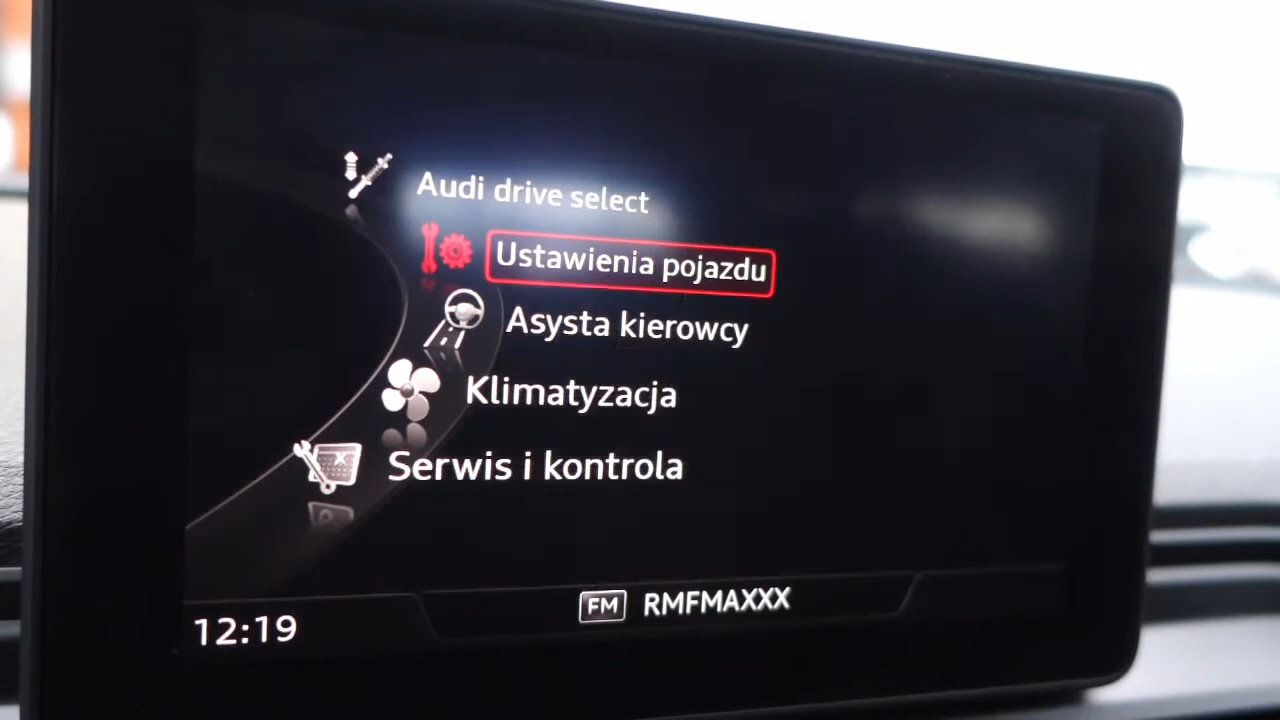 Audi drive select
Ustawienia pojazdu
Asysta kierowcy
Klimatyzacja
Serwis i kontrola
12:19
FM RMFMAXXX